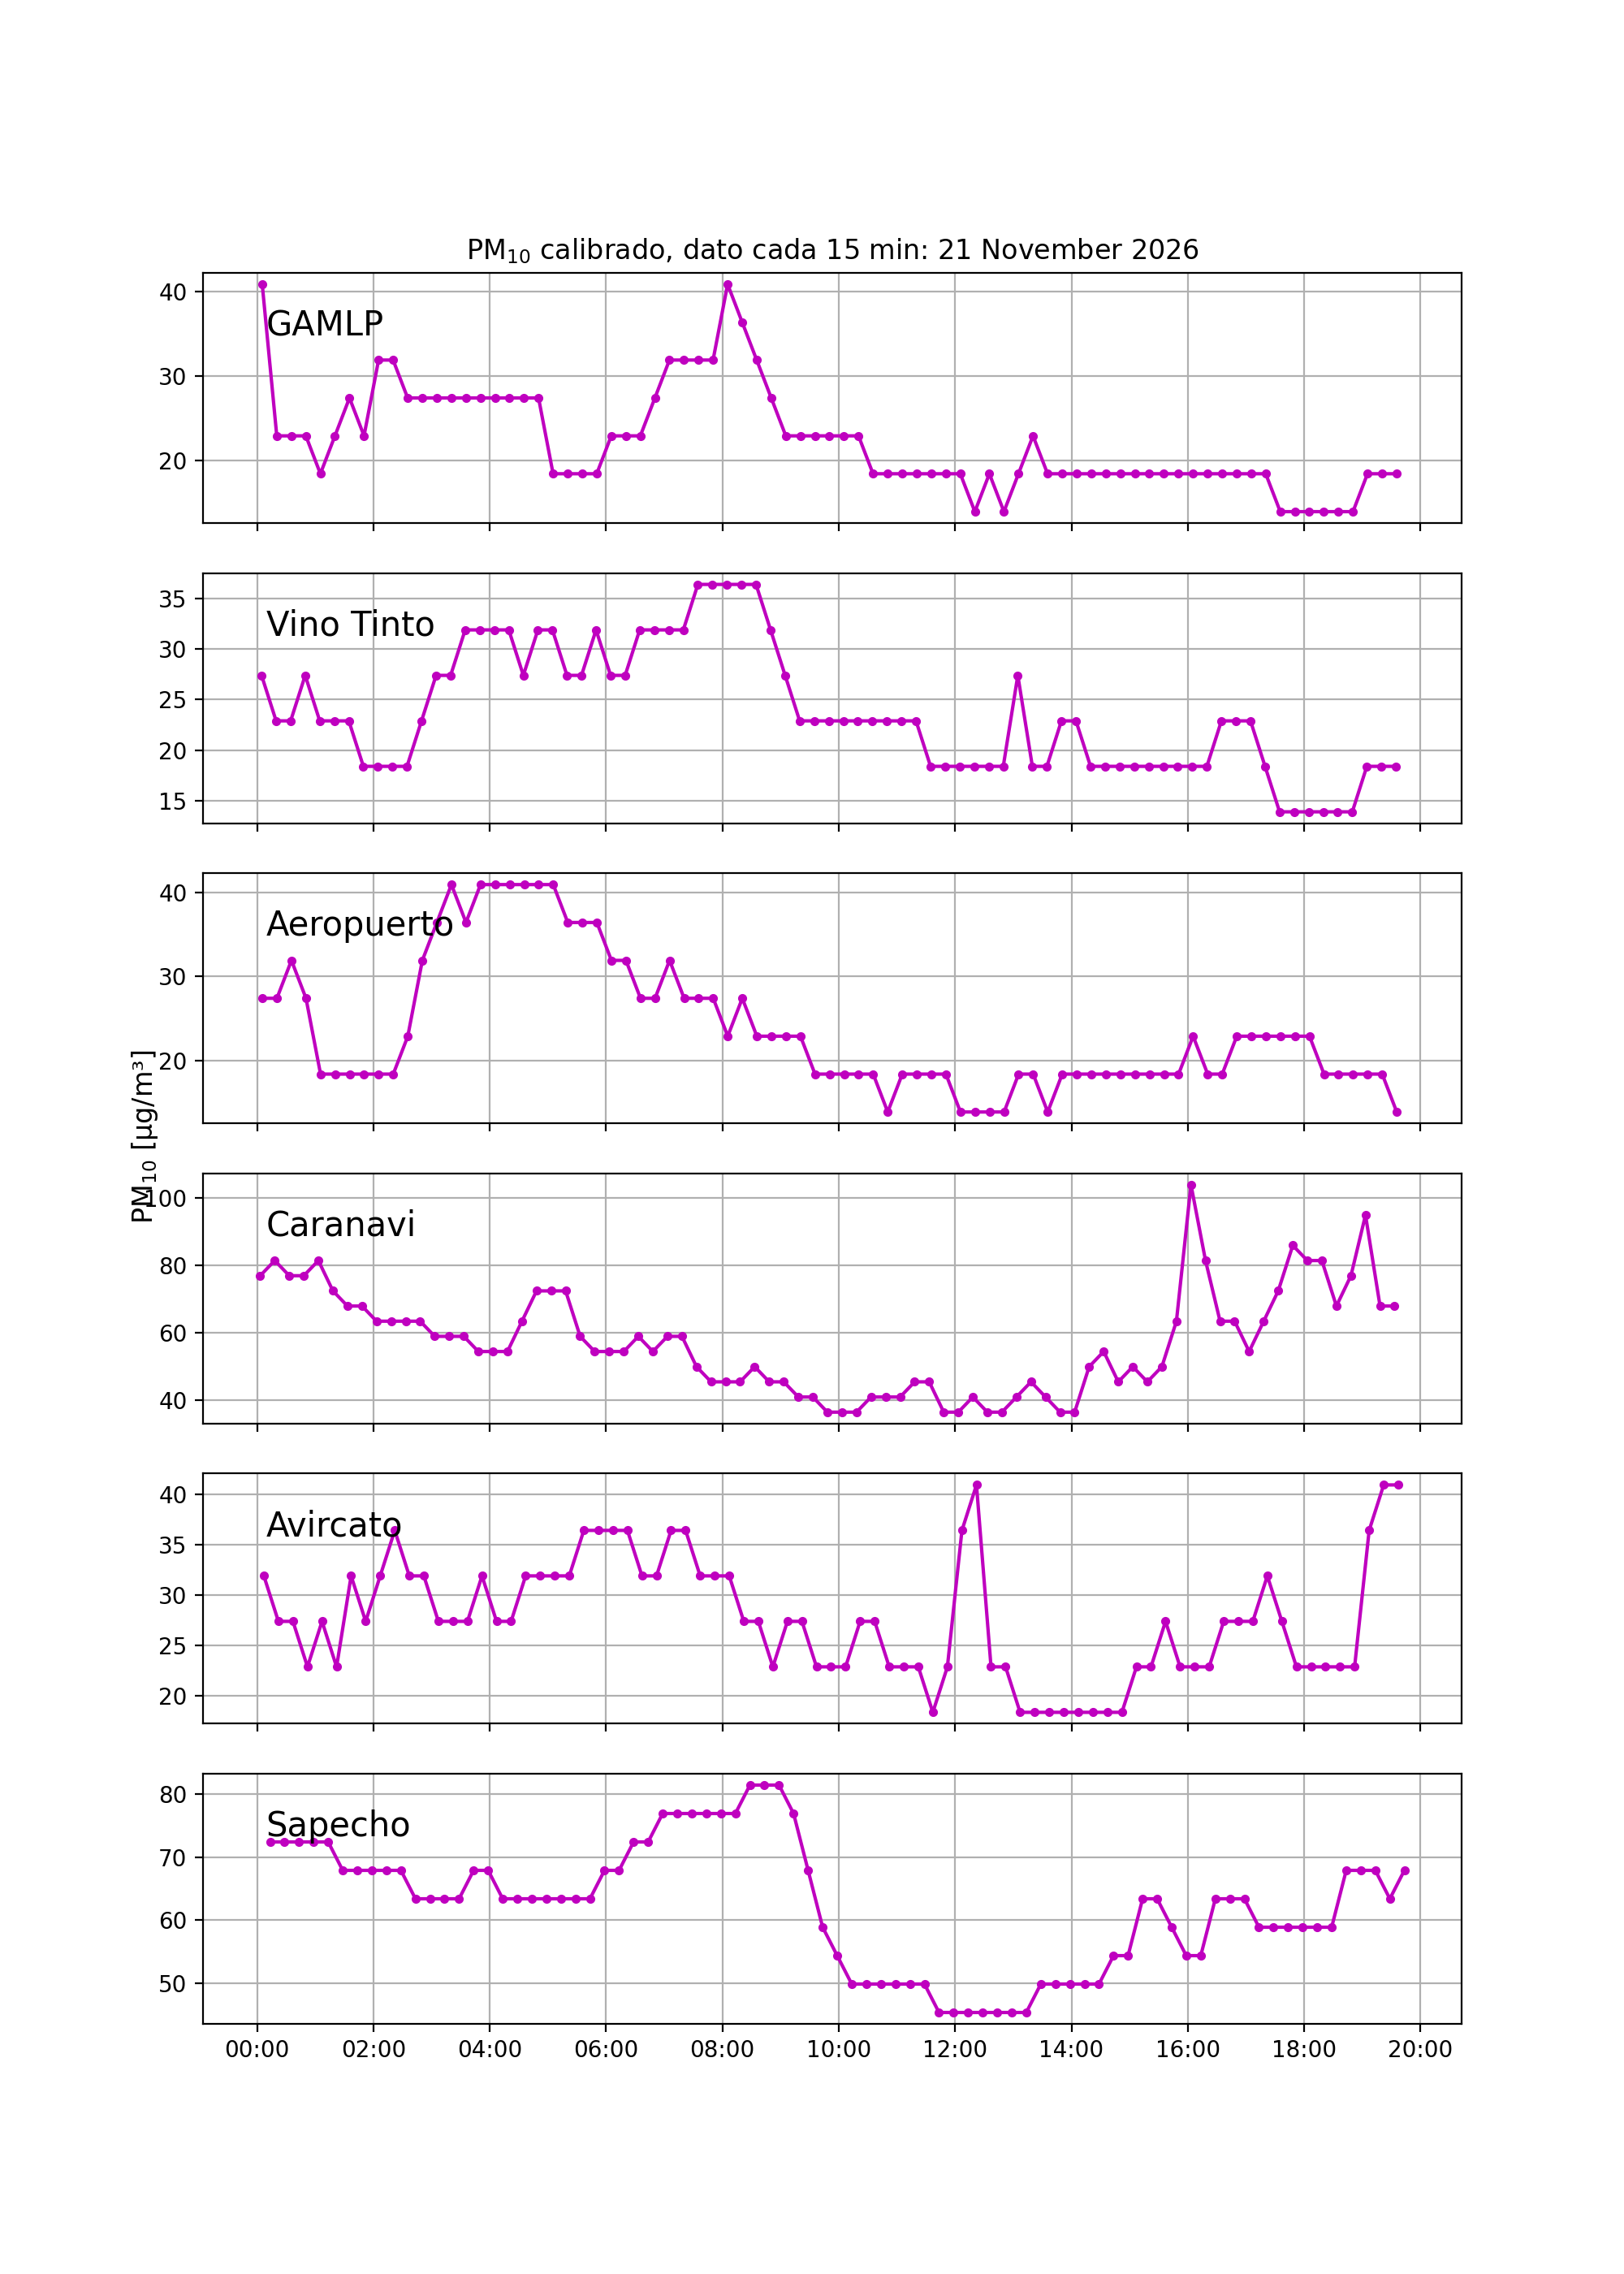 PM₁₀ calibrado, dato cada 15 min: 21 November 2026
40
GAMLP
30
20
35
Vino Tinto
30
25
20
15
40
Aeropuerto
30
20
PM₁₀ [µg/m³]
100
Caranavi
80
60
40
40
Avircato
35
30
25
20
80
Sapecho
70
60
50
00:00 02:00 04:00 06:00 08:00 10:00 12:00 14:00 16:00 18:00 20:00